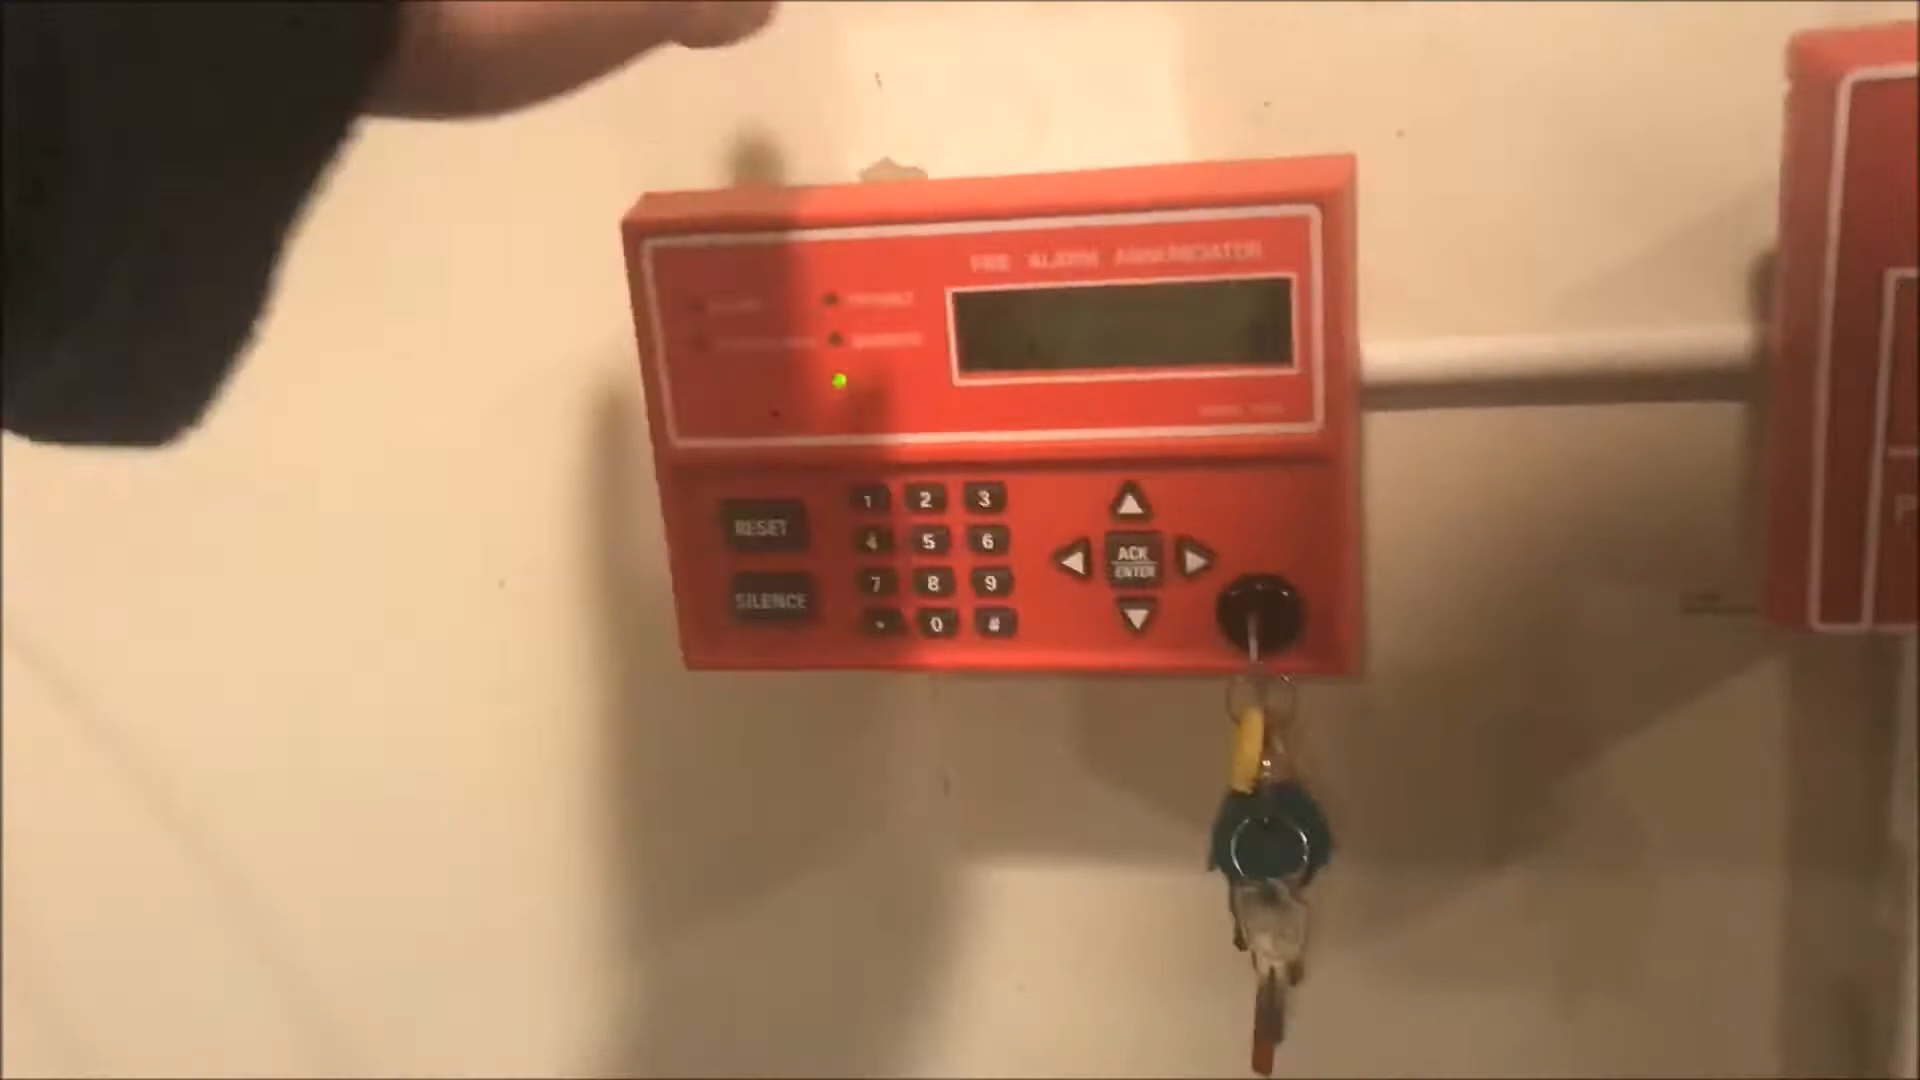 FIRE ALARM ANNUNCIATOR
TROUBLE
RESET
SILENCE
1 2 3
4 5 6
7 8 9
* 0 #
ACK
ENTER
P